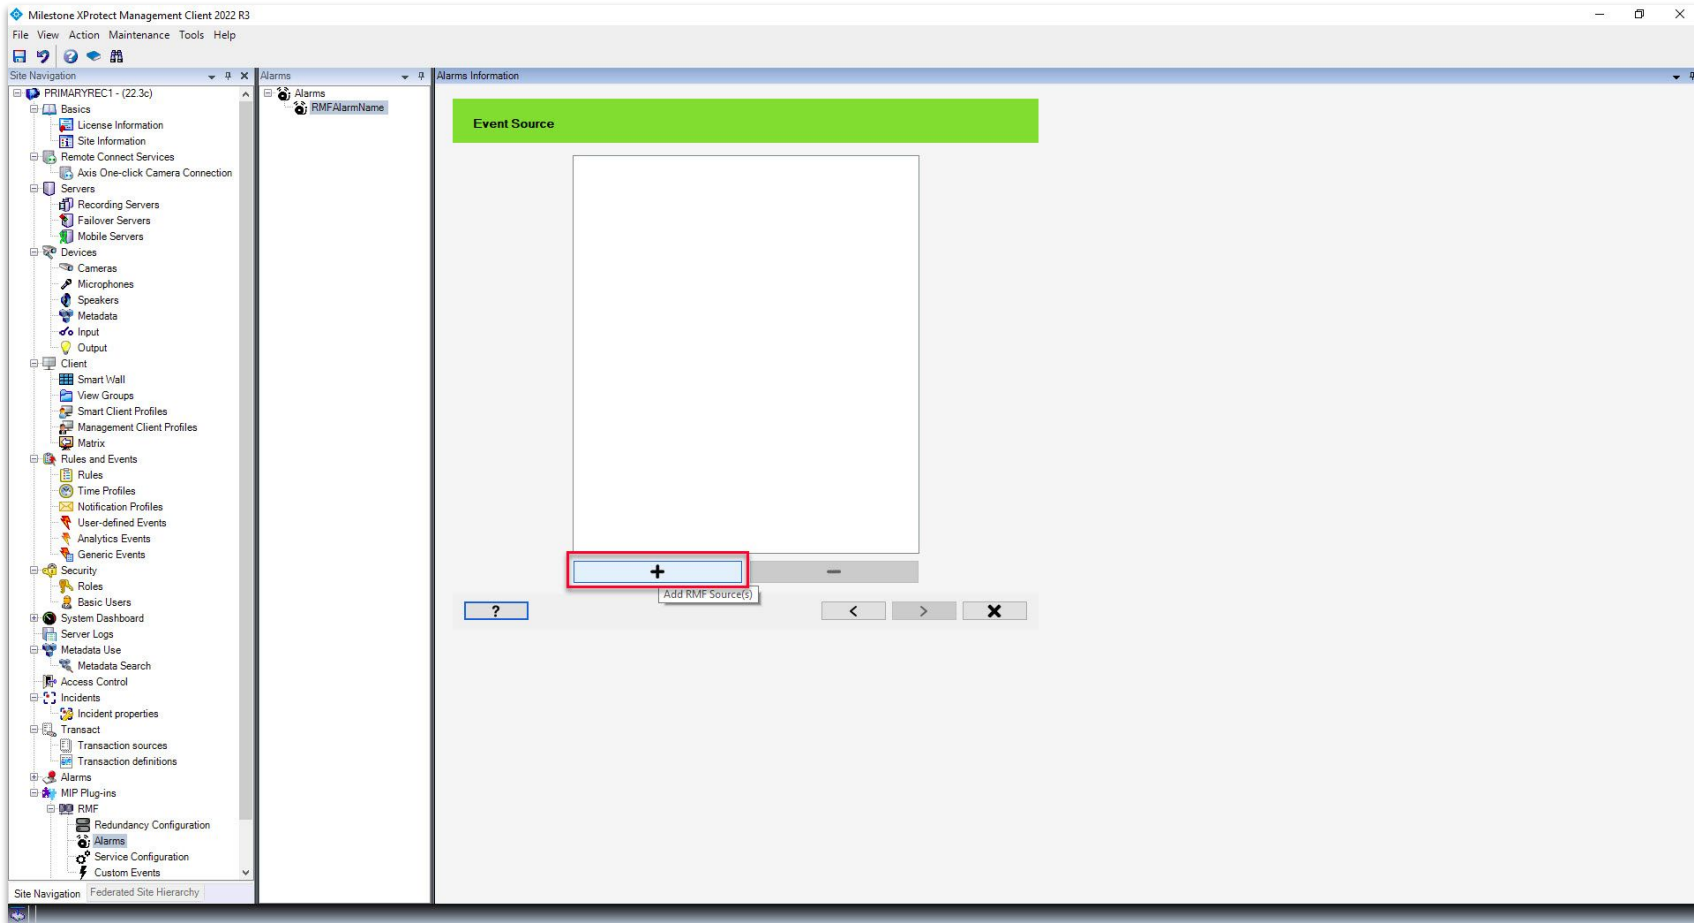 Milestone XProtect Management Client 2022 R3
File View Action Maintenance Tools Help
Site Navigation
PRIMARYREC1 - (22.3c)
Basics
License Information
Site Information
Remote Connect Services
Axis One-click Camera Connection
Servers
Recording Servers
Failover Servers
Mobile Servers
Devices
Cameras
Microphones
Speakers
Metadata
Input
Output
Client
Smart Wall
View Groups
Smart Client Profiles
Management Client Profiles
Matrix
Rules and Events
Rules
Time Profiles
Notification Profiles
User-defined Events
Analytics Events
Generic Events
Security
Roles
Basic Users
System Dashboard
Server Logs
Metadata Use
Metadata Search
Access Control
Incidents
Incident properties
Transact
Transaction sources
Transaction definitions
Alarms
MIP Plug-ins
RMF
Redundancy Configuration
Alarms
Service Configuration
Custom Events
Site Navigation Federated Site Hierarchy
Alarms
Alarms
RMFAlarmName
Alarms Information
Event Source
+ −
Add RMF Source(s)
? < > X